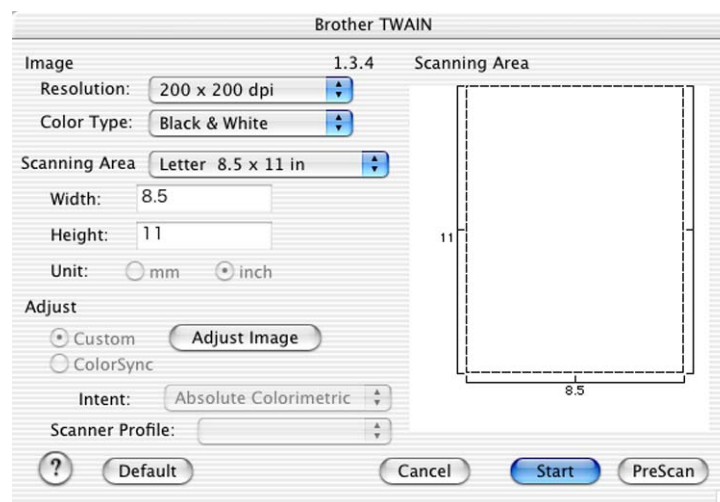 Brother TWAIN
Image 1.3.4
Resolution: 200 x 200 dpi
Color Type: Black & White
Scanning Area Letter 8.5 x 11 in
Width: 8.5
Height: 11
Unit: mm inch
Adjust
Custom Adjust Image
ColorSync
Intent: Absolute Colorimetric
Scanner Profile:
? Default
Scanning Area
11
8.5
Cancel Start PreScan